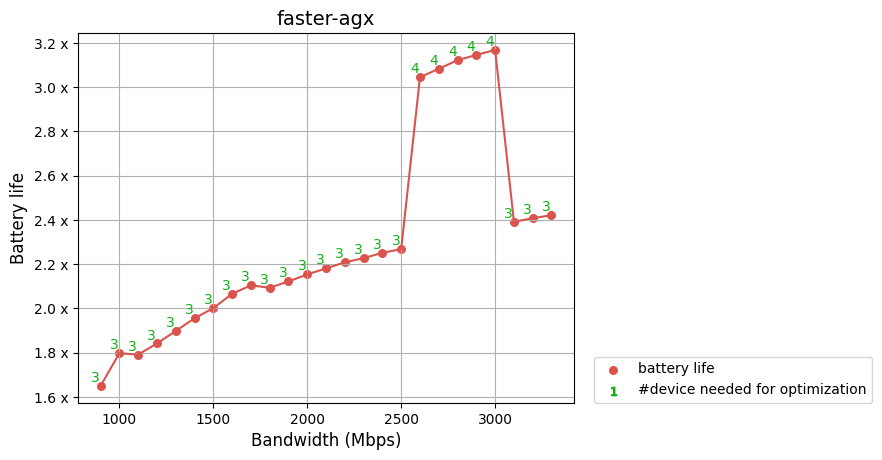 faster-agx
3.2 x
3.0 x
2.8 x
2.6 x
2.4 x
2.2 x
2.0 x
1.8 x
1.6 x
Battery life
3 3 3 3 3 3 3 3 3 3 3 3 3 3 3 3 3 4 4 4 4 4 3 3 3
1000 1500 2000 2500 3000
Bandwidth (Mbps)
battery life
1 #device needed for optimization